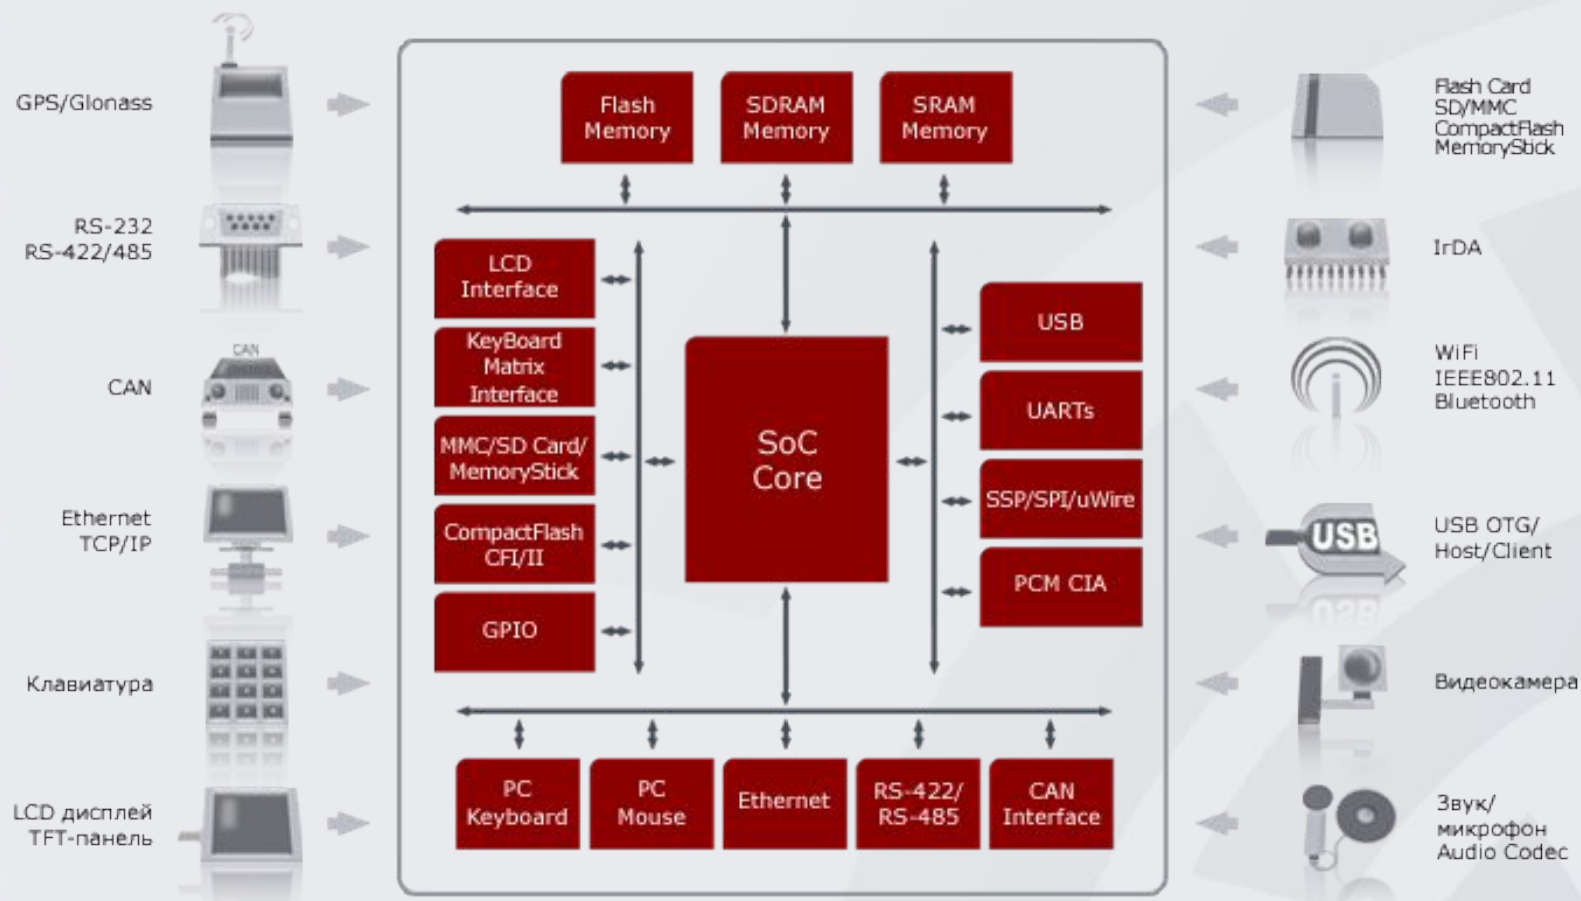 GPS/Glonass
RS-232
RS-422/485
CAN
CAN
Ethernet
TCP/IP
Клавиатура
LCD дисплей
TFT-панель
Flash
Memory
SDRAM
Memory
SRAM
Memory
LCD
Interface
KeyBoard
Matrix
Interface
MMC/SD Card/
MemoryStick
CompactFlash
CFI/II
GPIO
SoC
Core
USB
UARTs
SSP/SPI/uWire
PCM CIA
PC
Keyboard
PC
Mouse
Ethernet
RS-422/
RS-485
CAN
Interface
Flash Card
SD/MMC
CompactFlash
MemoryStick
IrDA
WiFi
IEEE802.11
Bluetooth
USB
USB OTG/
Host/Client
Видеокамера
Звук/
микрофон
Audio Codec